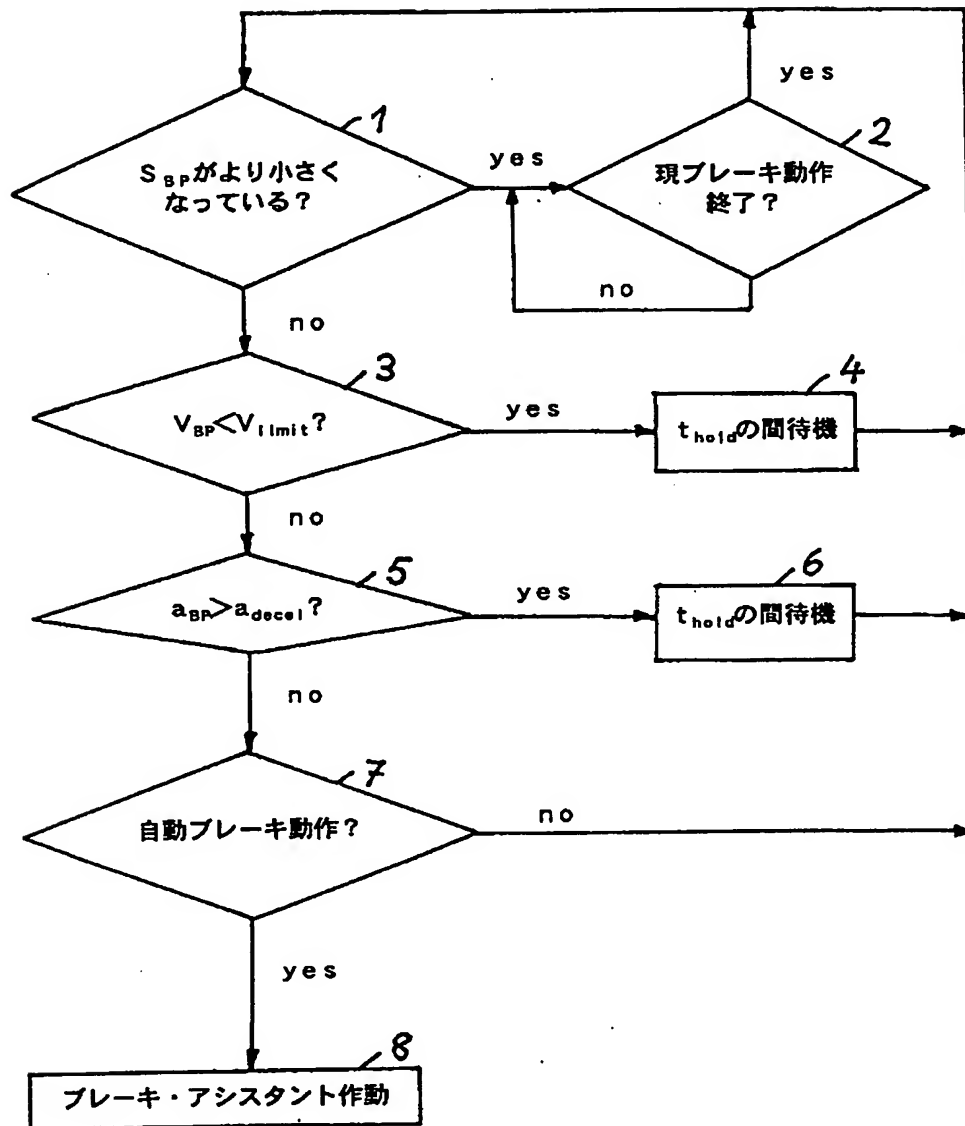 yes
1
2
S_BPがより小さく
なっている?
yes
現ブレーキ動作
終了?
no
no
3
V_BP<V_limit?
yes
4
t_holdの間待機
no
5
a_BP>a_decel?
yes
6
t_holdの間待機
no
7
自動ブレーキ動作?
no
yes
8
ブレーキ・アシスタント作動